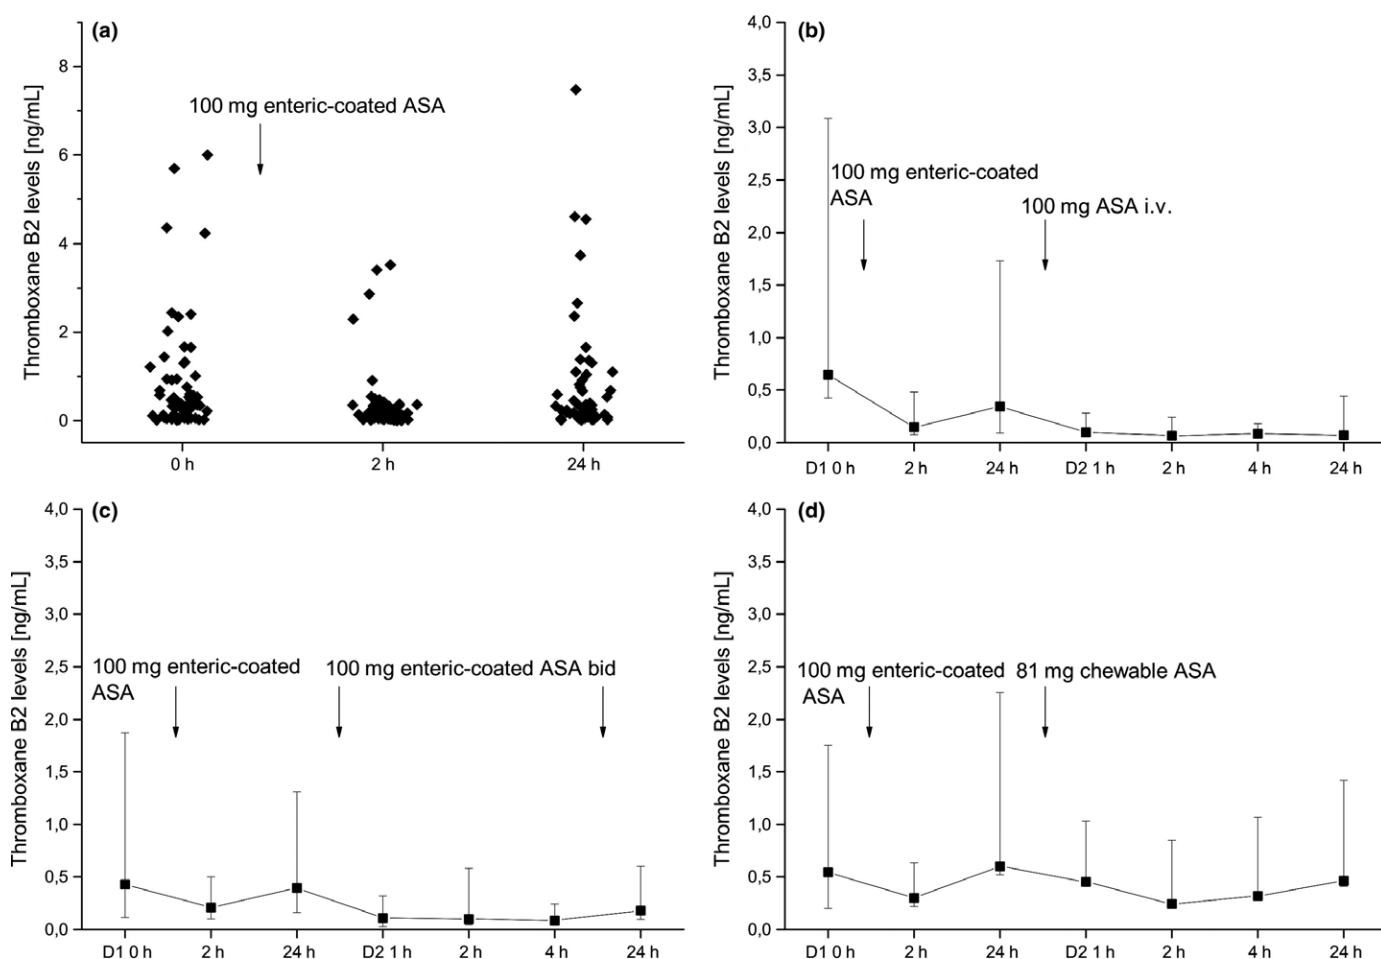 (a)
Thromboxane B2 levels [ng/mL]
8
6
4
2
0
100 mg enteric-coated ASA
0 h
2 h
24 h
(b)
Thromboxane B2 levels [ng/mL]
4,0
3,5
3,0
2,5
2,0
1,5
1,0
0,5
0,0
100 mg enteric-coated
ASA
100 mg ASA i.v.
D1 0 h
2 h
24 h
D2 1 h
2 h
4 h
24 h
(c)
Thromboxane B2 levels [ng/mL]
4,0
3,5
3,0
2,5
2,0
1,5
1,0
0,5
0,0
100 mg enteric-coated
ASA
100 mg enteric-coated ASA bid
D1 0 h
2 h
24 h
D2 1 h
2 h
4 h
24 h
(d)
Thromboxane B2 levels [ng/mL]
4,0
3,5
3,0
2,5
2,0
1,5
1,0
0,5
0,0
100 mg enteric-coated
ASA
81 mg chewable ASA
D1 0 h
2 h
24 h
D2 1 h
2 h
4 h
24 h